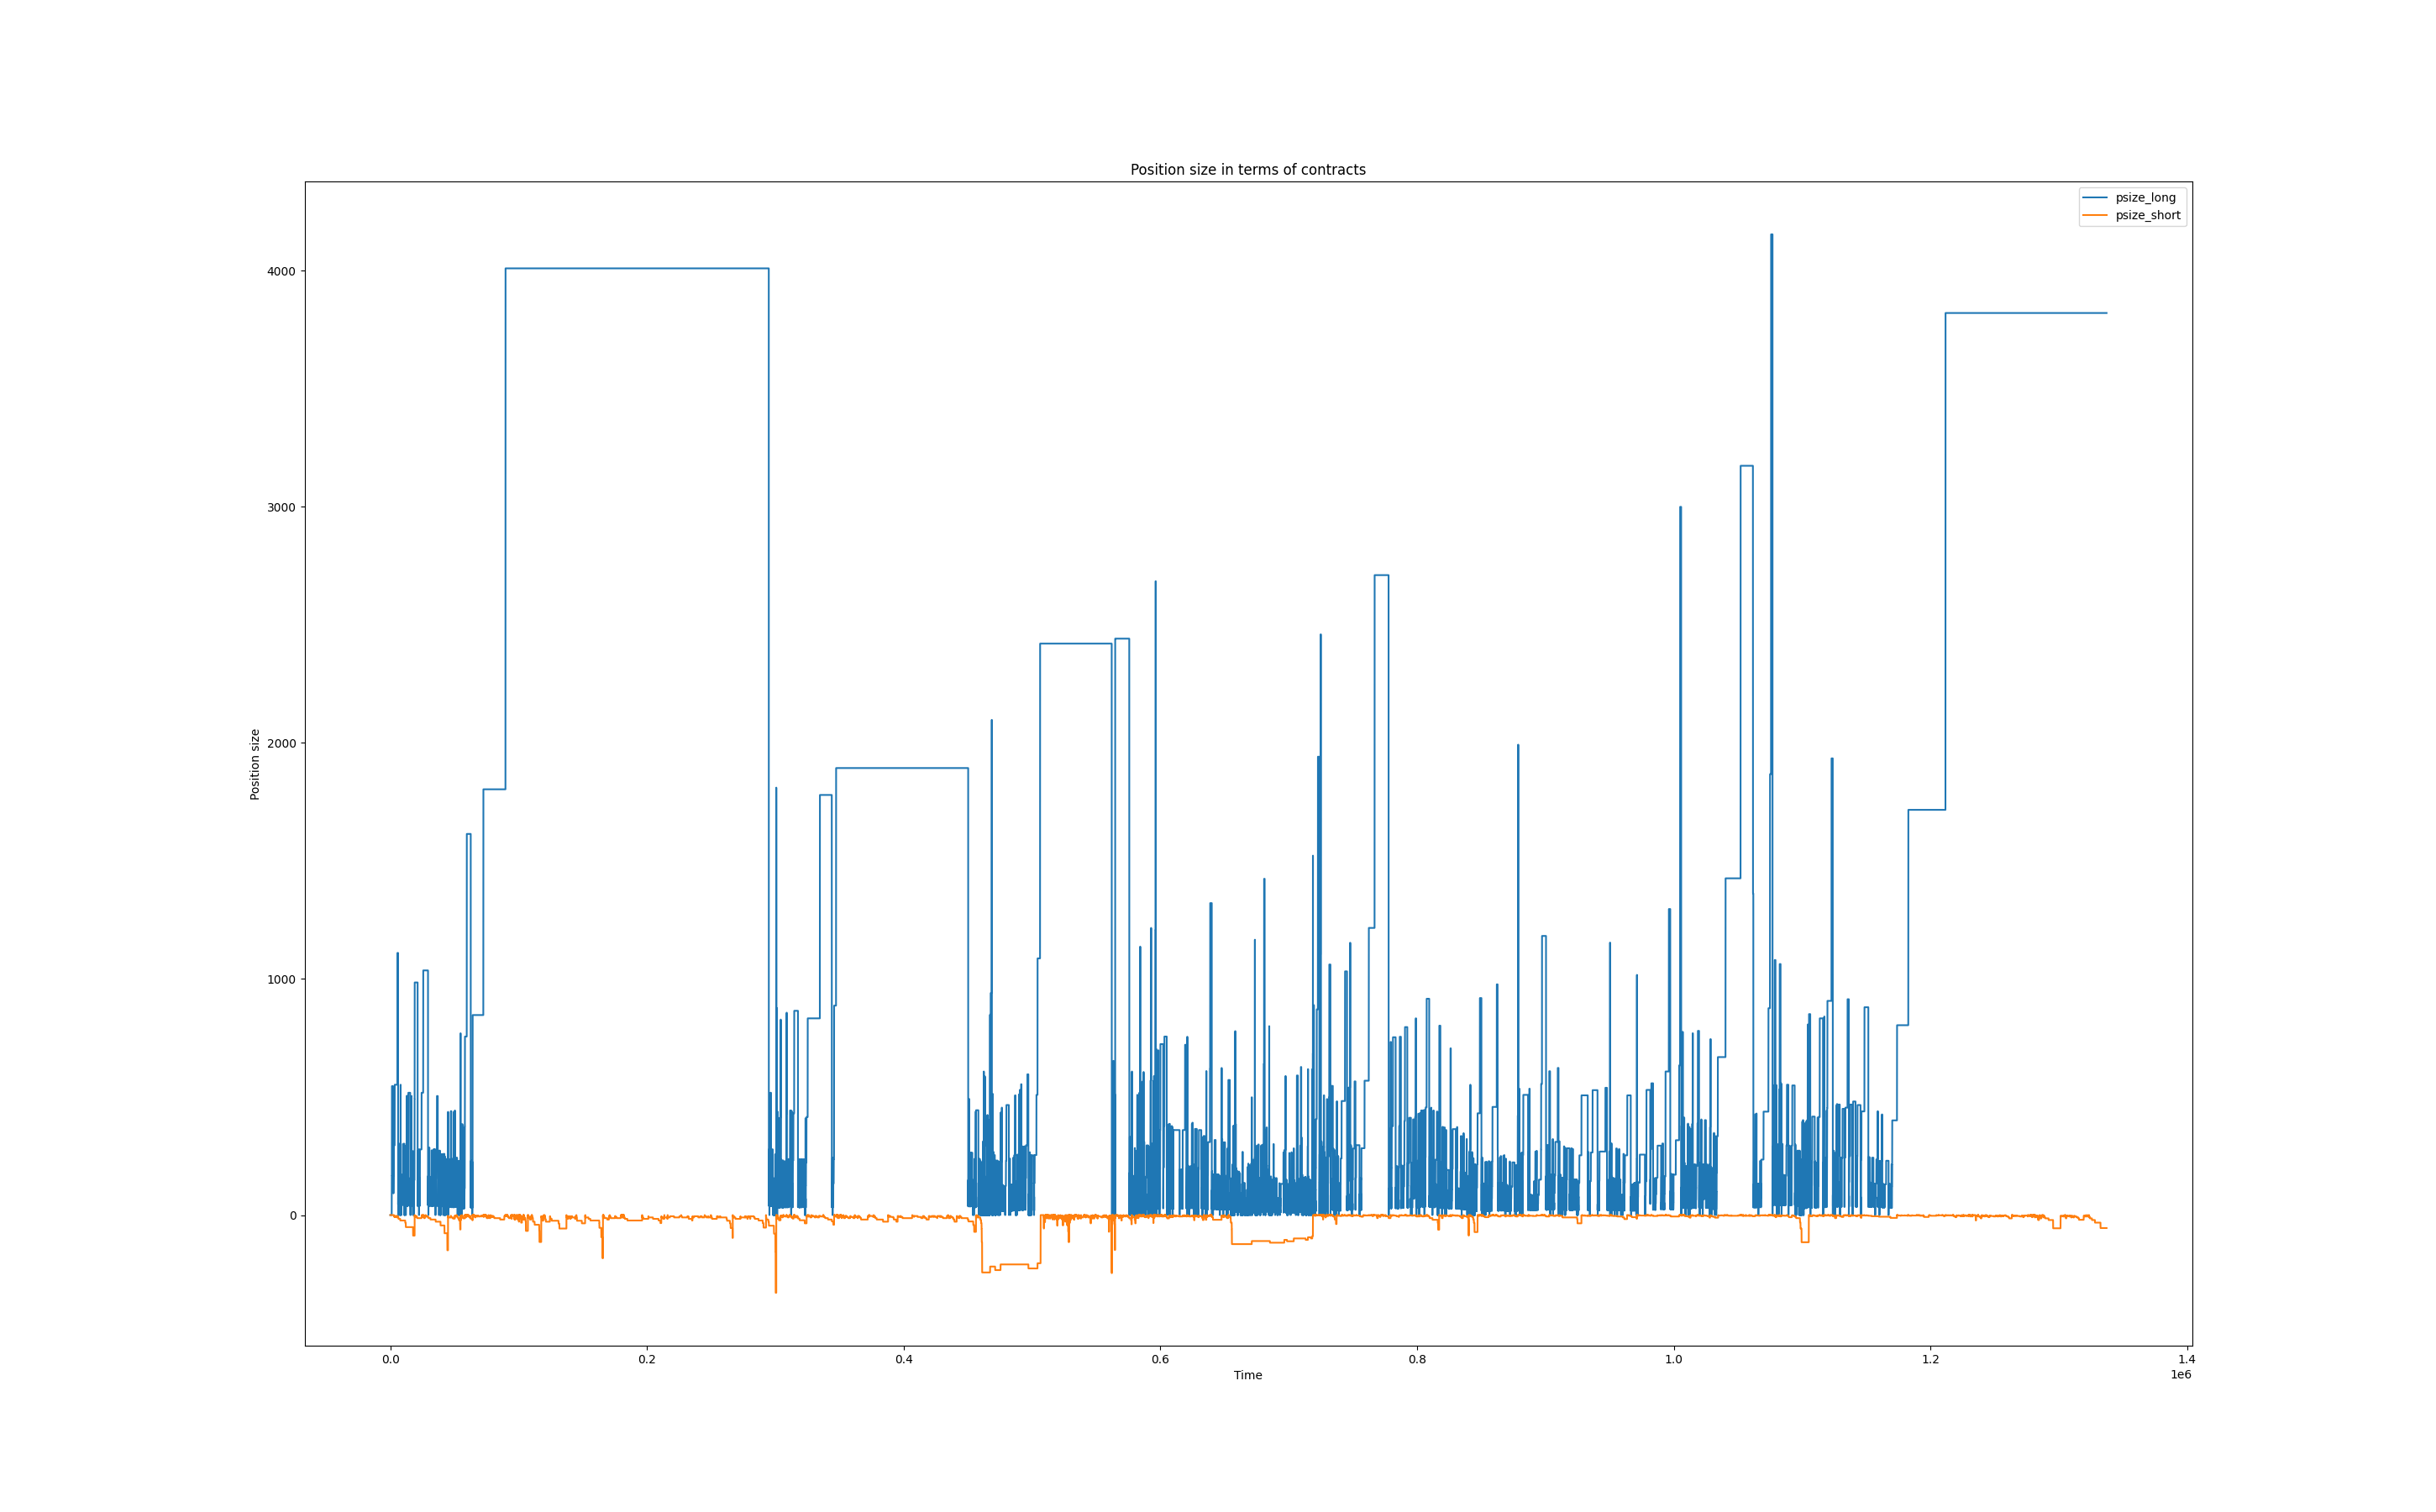 Position size in terms of contracts
psize_long
psize_short
Position size
4000
3000
2000
1000
0
0.0 0.2 0.4 0.6 0.8 1.0 1.2 1.4
Time
1e6